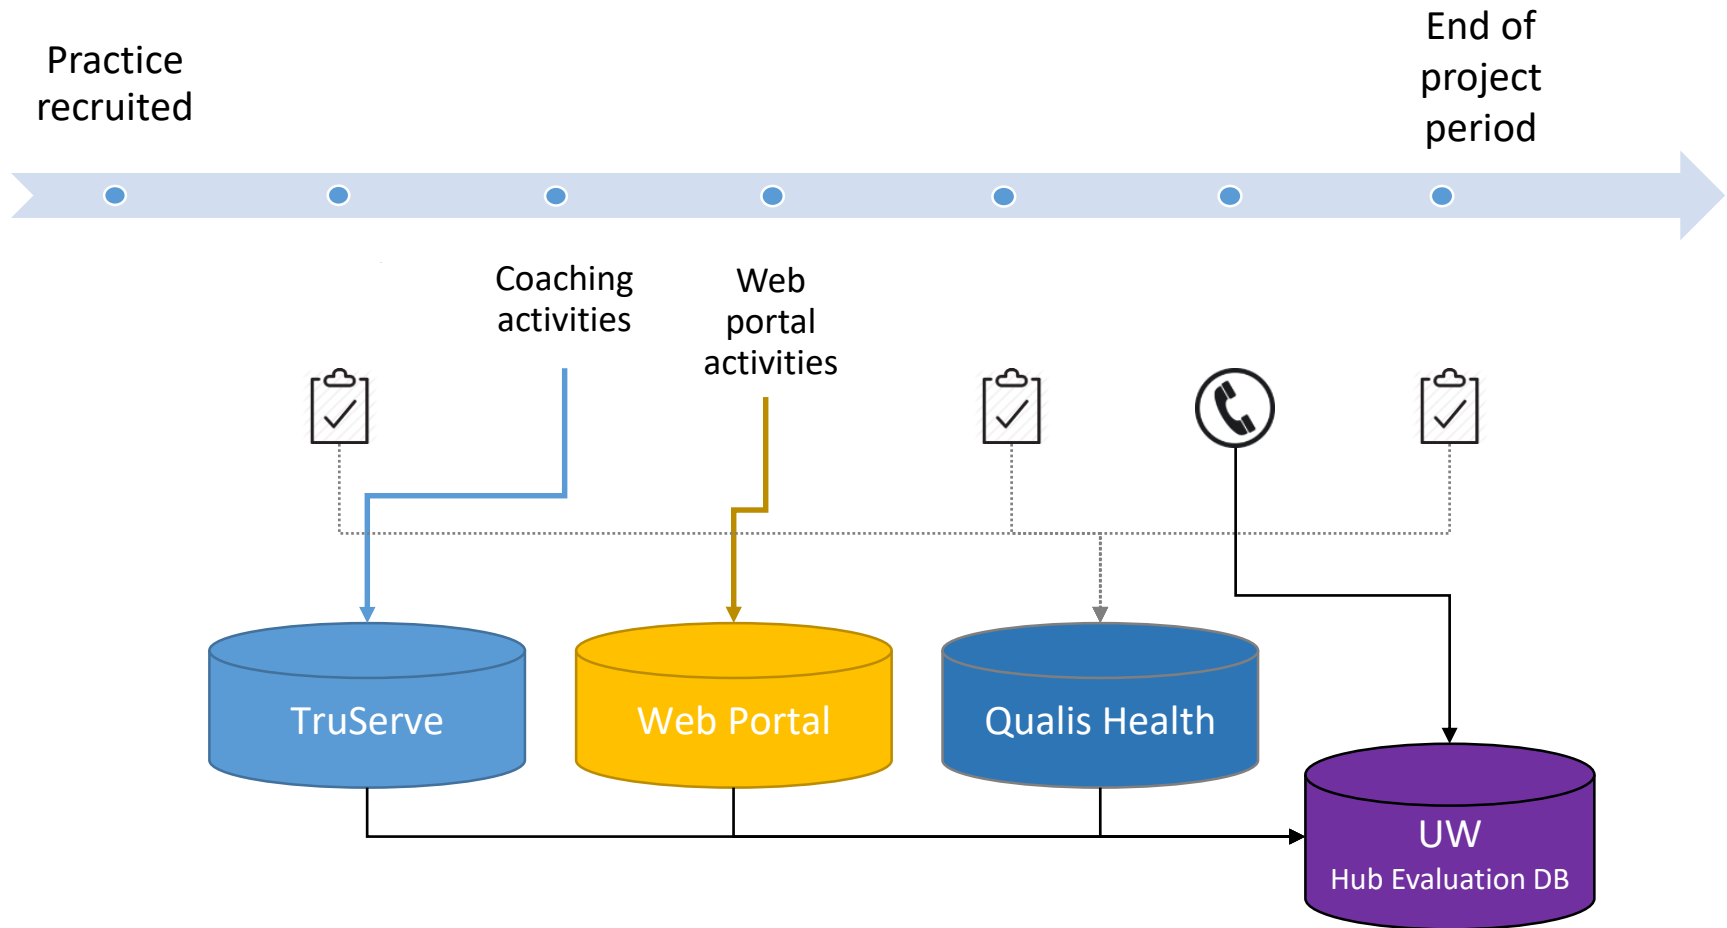 Practice
recruited
End of
project
period
Coaching
activities
Web
portal
activities
TruServe
Web Portal
Qualis Health
UW
Hub Evaluation DB